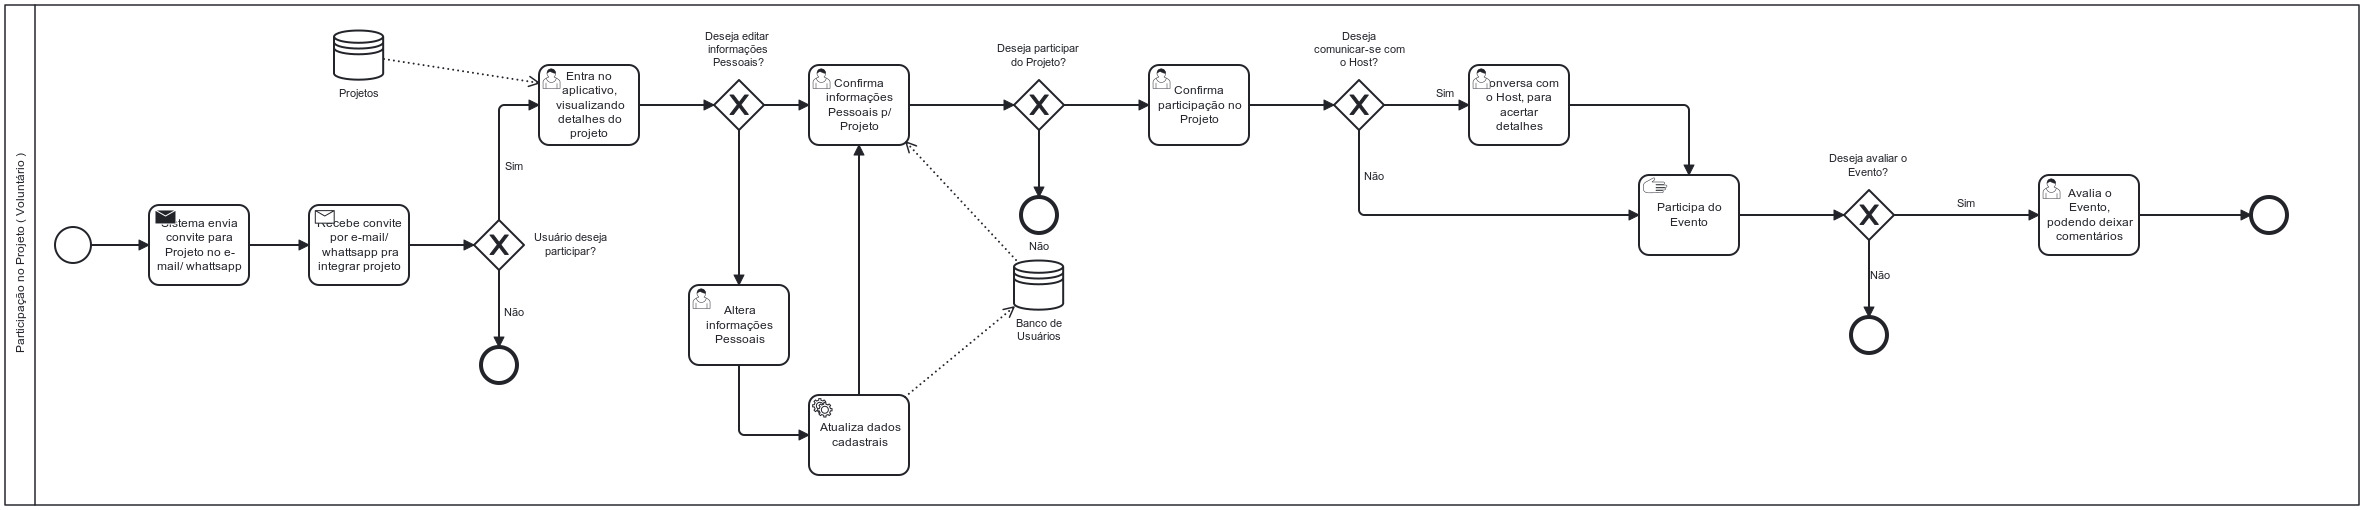 Participação no Projeto ( Voluntário )
Sistema envia
convite para
Projeto no e-
mail/ whattsapp
Recebe convite
por e-mail/
whattsapp pra
integrar projeto
Usuário deseja
participar?
Sim
Não
Projetos
Entra no
aplicativo,
visualizando
detalhes do
projeto
Deseja editar
informações
Pessoais?
Altera
informações
Pessoais
Atualiza dados
cadastrais
Confirma
informações
Pessoais p/
Projeto
Deseja participar
do Projeto?
Não
Banco de
Usuários
Confirma
participação no
Projeto
Deseja
comunicar-se com
o Host?
Sim
Não
Conversa com
o Host, para
acertar
detalhes
Participa do
Evento
Deseja avaliar o
Evento?
Sim
Não
Avalia o
Evento,
podendo deixar
comentários